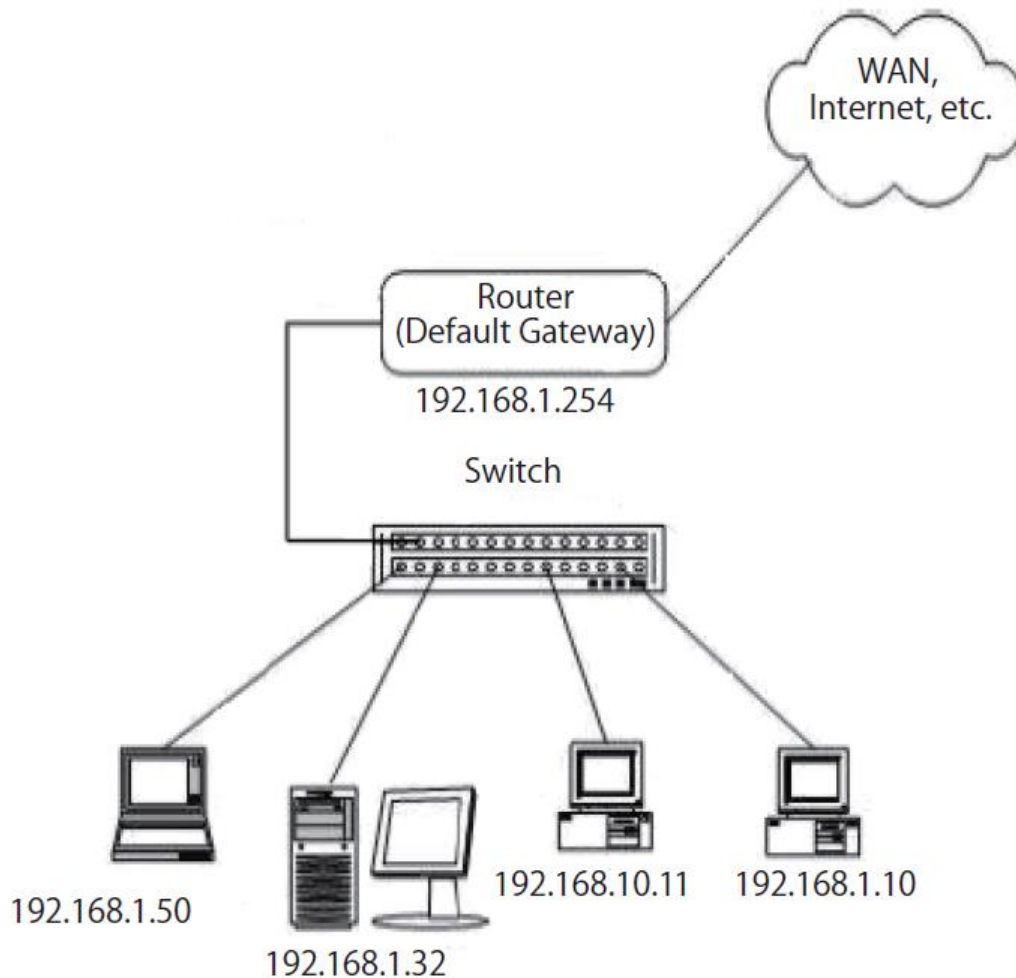 WAN,
Internet, etc.
Router
(Default Gateway)
192.168.1.254
Switch
192.168.1.50
192.168.1.32
192.168.10.11
192.168.1.10